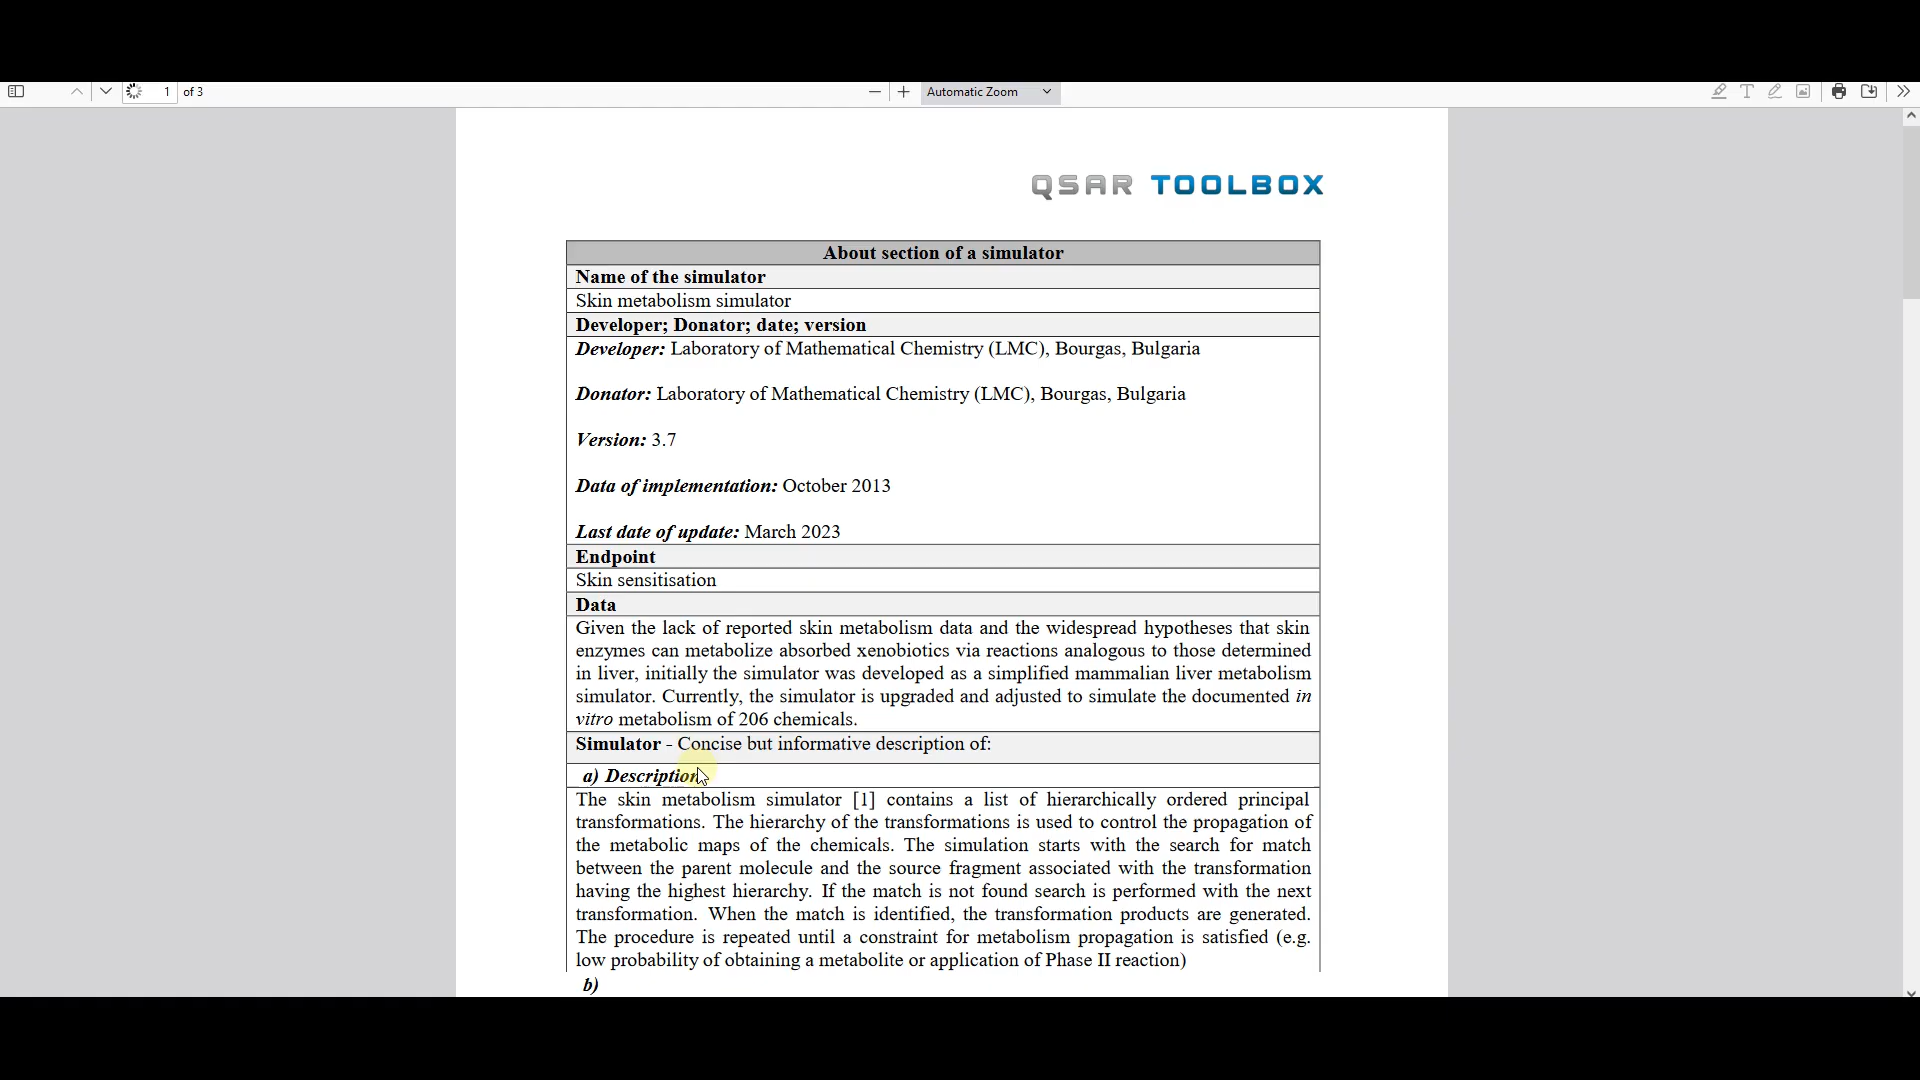 1 of 3
Automatic Zoom
QSAR TOOLBOX
About section of a simulator
Name of the simulator
Skin metabolism simulator
Developer; Donator; date; version
Developer: Laboratory of Mathematical Chemistry (LMC), Bourgas, Bulgaria
Donator: Laboratory of Mathematical Chemistry (LMC), Bourgas, Bulgaria
Version: 3.7
Data of implementation: October 2013
Last date of update: March 2023
Endpoint
Skin sensitisation
Data
Given the lack of reported skin metabolism data and the widespread hypotheses that skin
enzymes can metabolize absorbed xenobiotics via reactions analogous to those determined
in liver, initially the simulator was developed as a simplified mammalian liver metabolism
simulator. Currently, the simulator is upgraded and adjusted to simulate the documented in
vitro metabolism of 206 chemicals.
Simulator - Concise but informative description of:
a) Description
The skin metabolism simulator [1] contains a list of hierarchically ordered principal
transformations. The hierarchy of the transformations is used to control the propagation of
the metabolic maps of the chemicals. The simulation starts with the search for match
between the parent molecule and the source fragment associated with the transformation
having the highest hierarchy. If the match is not found search is performed with the next
transformation. When the match is identified, the transformation products are generated.
The procedure is repeated until a constraint for metabolism propagation is satisfied (e.g.
low probability of obtaining a metabolite or application of Phase II reaction)
b)